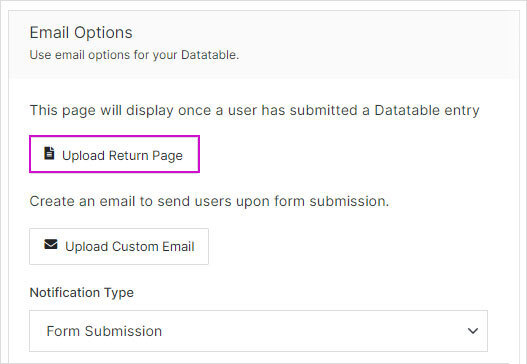 Email Options
Use email options for your Datatable.
This page will display once a user has submitted a Datatable entry
Upload Return Page
Create an email to send users upon form submission.
Upload Custom Email
Notification Type
Form Submission